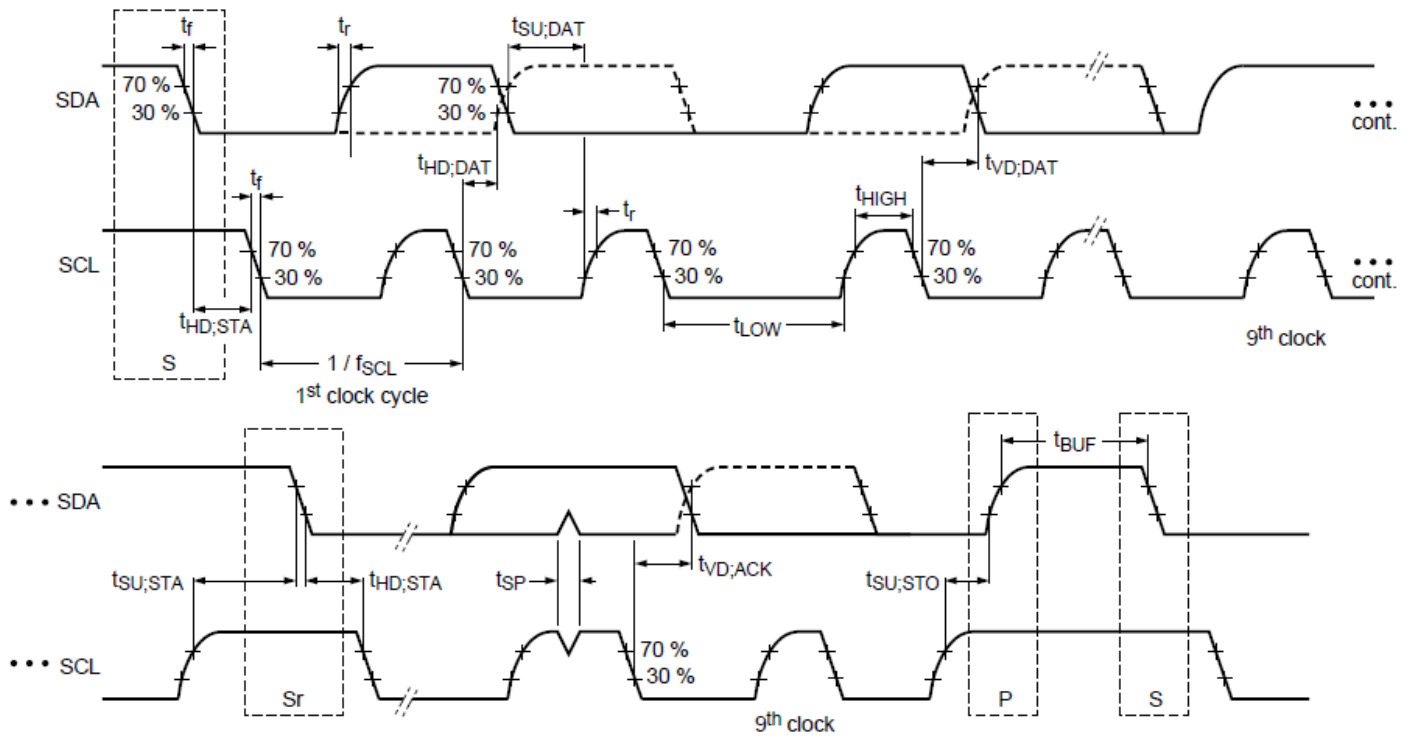 tf tr tSU;DAT
70 % 70 %
SDA
30 % 30 %
••• cont.
tHD;DAT tVD;DAT
tf tr tHIGH
70 % 70 % 70 % 70 %
SCL
30 % 30 % 30 % 30 %
••• cont.
tHD;STA tLOW
9th clock
S
1 / fSCL
1st clock cycle
tBUF
••• SDA
tSU;STA tHD;STA tSP tVD;ACK tSU;STO
70 %
••• SCL
30 %
Sr P S
9th clock